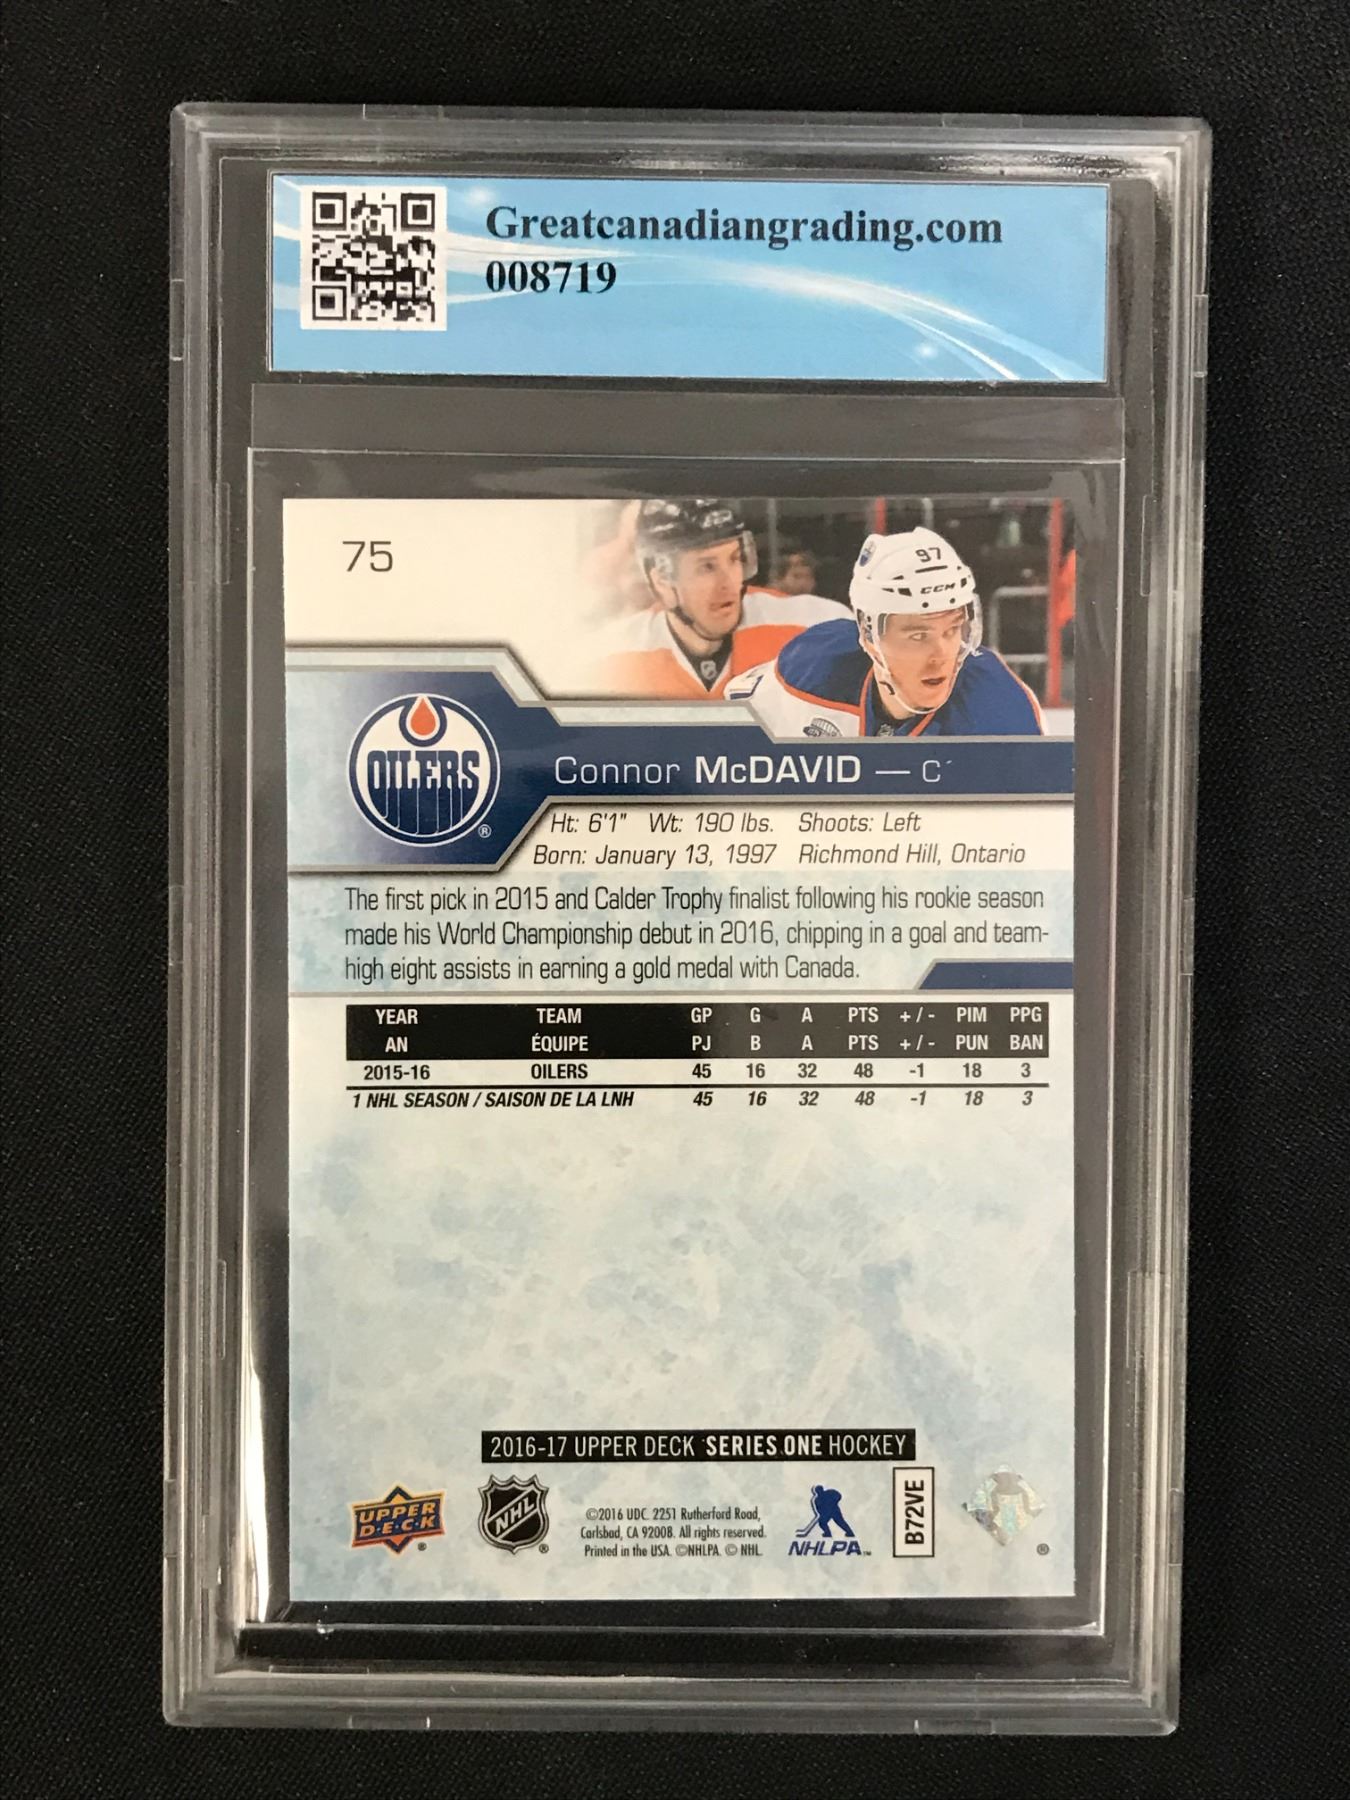 Greatcanadiangrading.com
008719
75
97
CCM
97
OILERS
®
Connor McDAVID — C
Ht: 6'1" Wt: 190 lbs. Shoots: Left
Born: January 13, 1997 Richmond Hill, Ontario
The first pick in 2015 and Calder Trophy finalist following his rookie season
made his World Championship debut in 2016, chipping in a goal and team-
high eight assists in earning a gold medal with Canada.
YEAR TEAM GP G A PTS +/- PIM PPG
AN ÉQUIPE PJ B A PTS +/- PUN BAN
2015-16 OILERS 45 16 32 48 -1 18 3
1 NHL SEASON / SAISON DE LA LNH 45 16 32 48 -1 18 3
2016-17 UPPER DECK SERIES ONE HOCKEY
UPPER
D·E·C·K
®
NHL
®
©2016 UDC. 2251 Rutherford Road,
Carlsbad, CA 92008. All rights reserved.
Printed in the USA. ©NHLPA. © NHL.
NHLPA™
B72VE
®